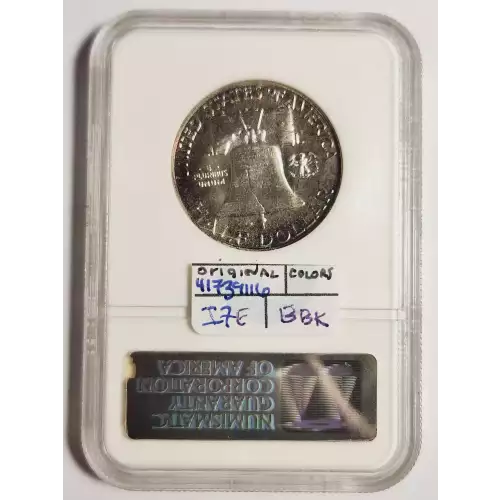 UNITED STATES OF AMERICA
E
PLURIBUS
UNUM
HALF DOLLAR
original COLORS
41739116
I7E BBK
NUMISMATIC
GUARANTY
CORPORATION
OF AMERICA